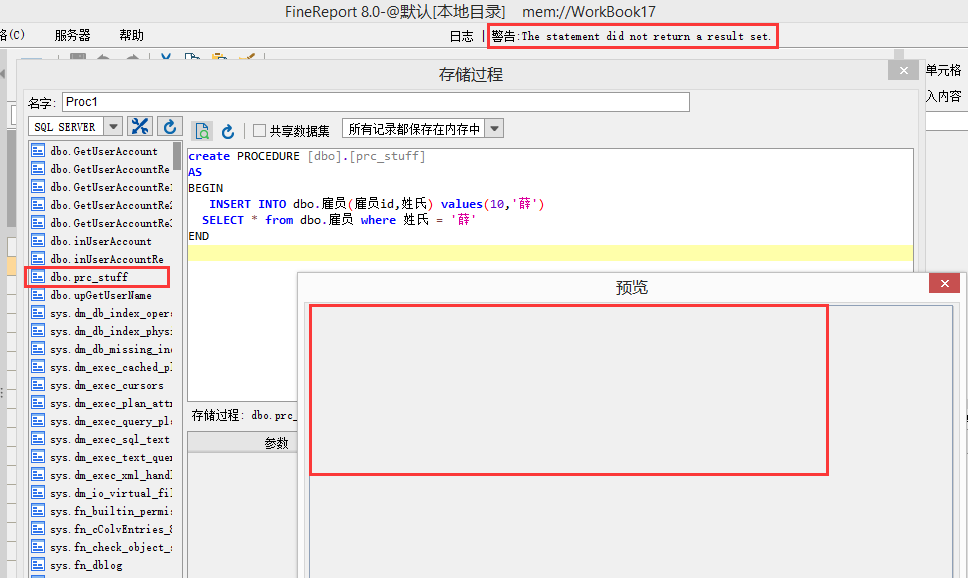 FineReport 8.0-@默认[本地目录] mem://WorkBook17
格(C) 服务器 帮助 日志 | 警告:The statement did not return a result set.
存储过程
单元格
名字: Proc1
入内容
SQL SERVER 共享数据集 所有记录都保存在内存中
dbo.GetUserAccount
dbo.GetUserAccountRe
dbo.GetUserAccountRe1
dbo.GetUserAccountRe2
dbo.GetUserAccountRe3
dbo.inUserAccount
dbo.inUserAccountRe
dbo.prc_stuff
dbo.upGetUserName
sys.dm_db_index_oper
sys.dm_db_index_phys
sys.dm_db_missing_in
sys.dm_exec_cached_pl
sys.dm_exec_cursors
sys.dm_exec_plan_att
sys.dm_exec_query_pl
sys.dm_exec_sql_text
sys.dm_exec_text_que
sys.dm_exec_xml_handl
sys.dm_io_virtual_fil
sys.fn_builtin_permis
sys.fn_cColvEntries_8
sys.fn_check_object_s
sys.fn_dblog
create PROCEDURE [dbo].[prc_stuff]
AS
BEGIN
INSERT INTO dbo.雇员(雇员id,姓氏) values(10,'薛')
SELECT * from dbo.雇员 where 姓氏 = '薛'
END
存储过程: dbo.prc_
参数
预览